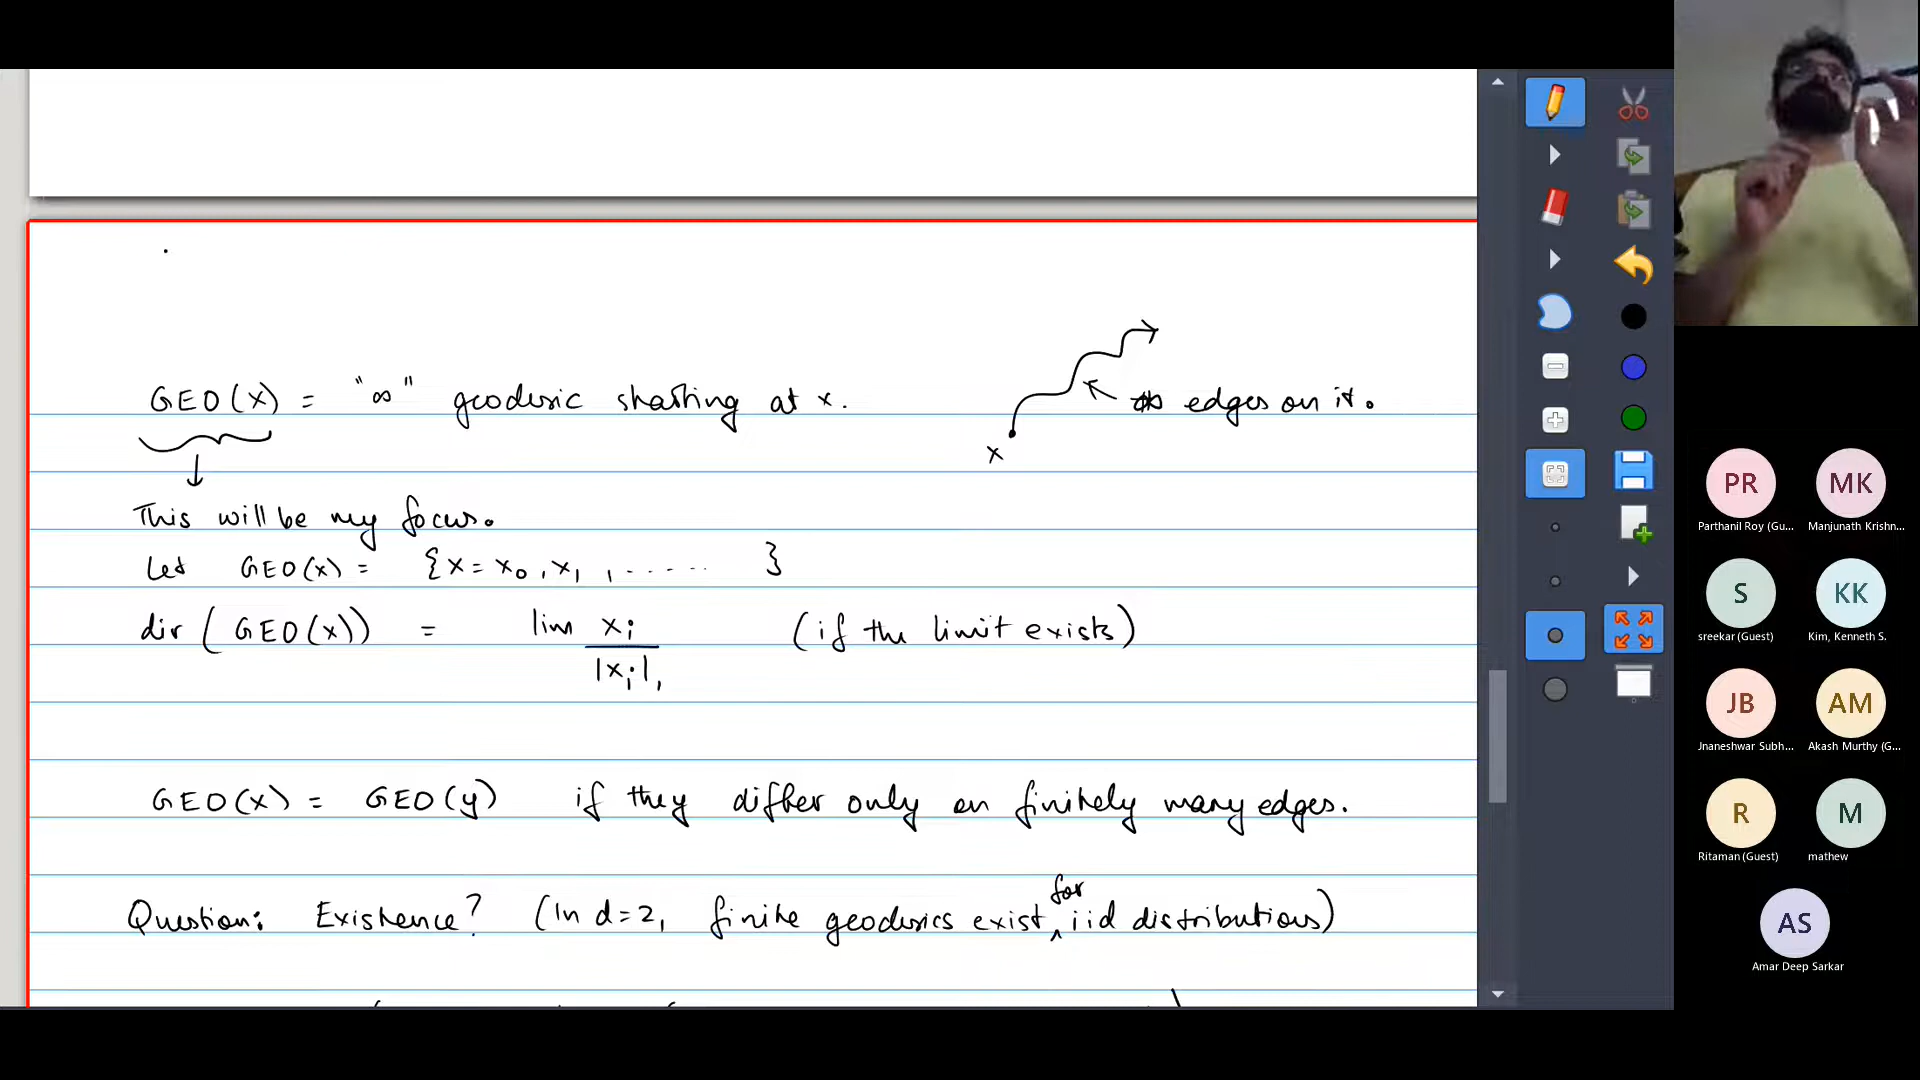 GEO(x) = "∞" geodesic starting at x.
∞ edges on it.
x
This will be my focus.
Let GEO(x) = {x = x₀, x₁, ...... }
dir (GEO(x)) = lim xᵢ / |xᵢ|₁ (if the limit exists)
GEO(x) = GEO(y) if they differ only on finitely many edges.
Question: Existence? (In d=2, finite geodesics exist for iid distributions)
PR
MK
Parthanil Roy (Gu...
Manjunath Krishn...
S
KK
sreekar (Guest)
Kim, Kenneth S.
JB
AM
Jnaneshwar Subh...
Akash Murthy (G...
R
M
Ritaman (Guest)
mathew
AS
Amar Deep Sarkar